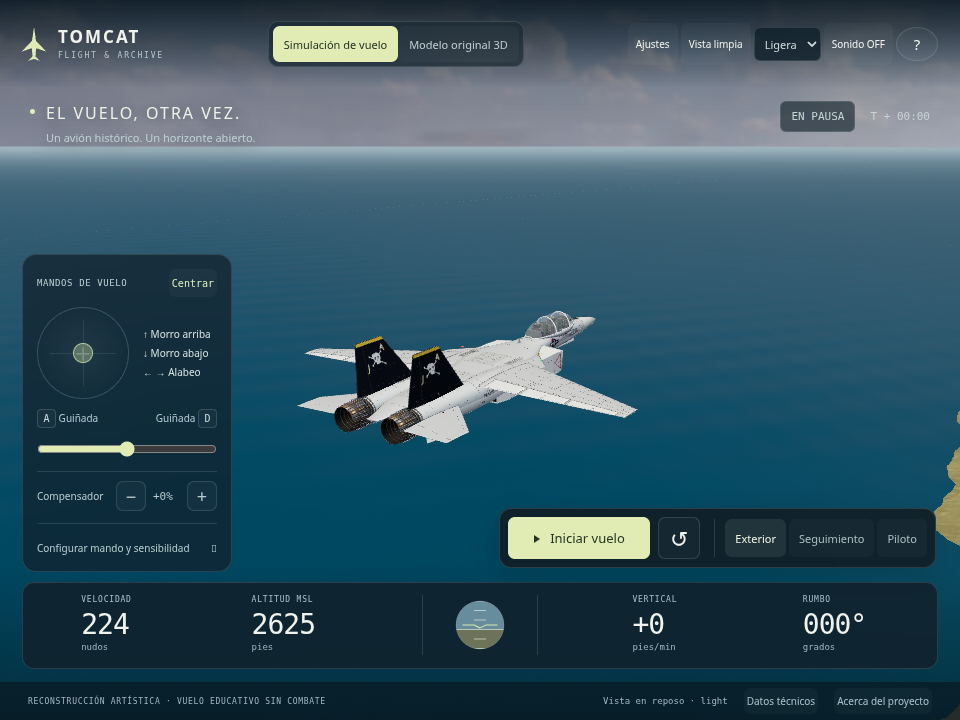 TOMCAT
FLIGHT & ARCHIVE
Simulación de vuelo
Modelo original 3D
Ajustes
Vista limpia
Ligera
Sonido OFF
?
EL VUELO, OTRA VEZ.
Un avión histórico. Un horizonte abierto.
EN PAUSA
T + 00:00
MANDOS DE VUELO
Centrar
↑ Morro arriba
↓ Morro abajo
← → Alabeo
A Guiñada
Guiñada D
Compensador
− +0% +
Configurar mando y sensibilidad
▶ Iniciar vuelo
↺
Exterior
Seguimiento
Piloto
VELOCIDAD
224
nudos
ALTITUD MSL
2625
pies
VERTICAL
+0
pies/min
RUMBO
000°
grados
RECONSTRUCCIÓN ARTÍSTICA · VUELO EDUCATIVO SIN COMBATE
Vista en reposo · light
Datos técnicos
Acerca del proyecto